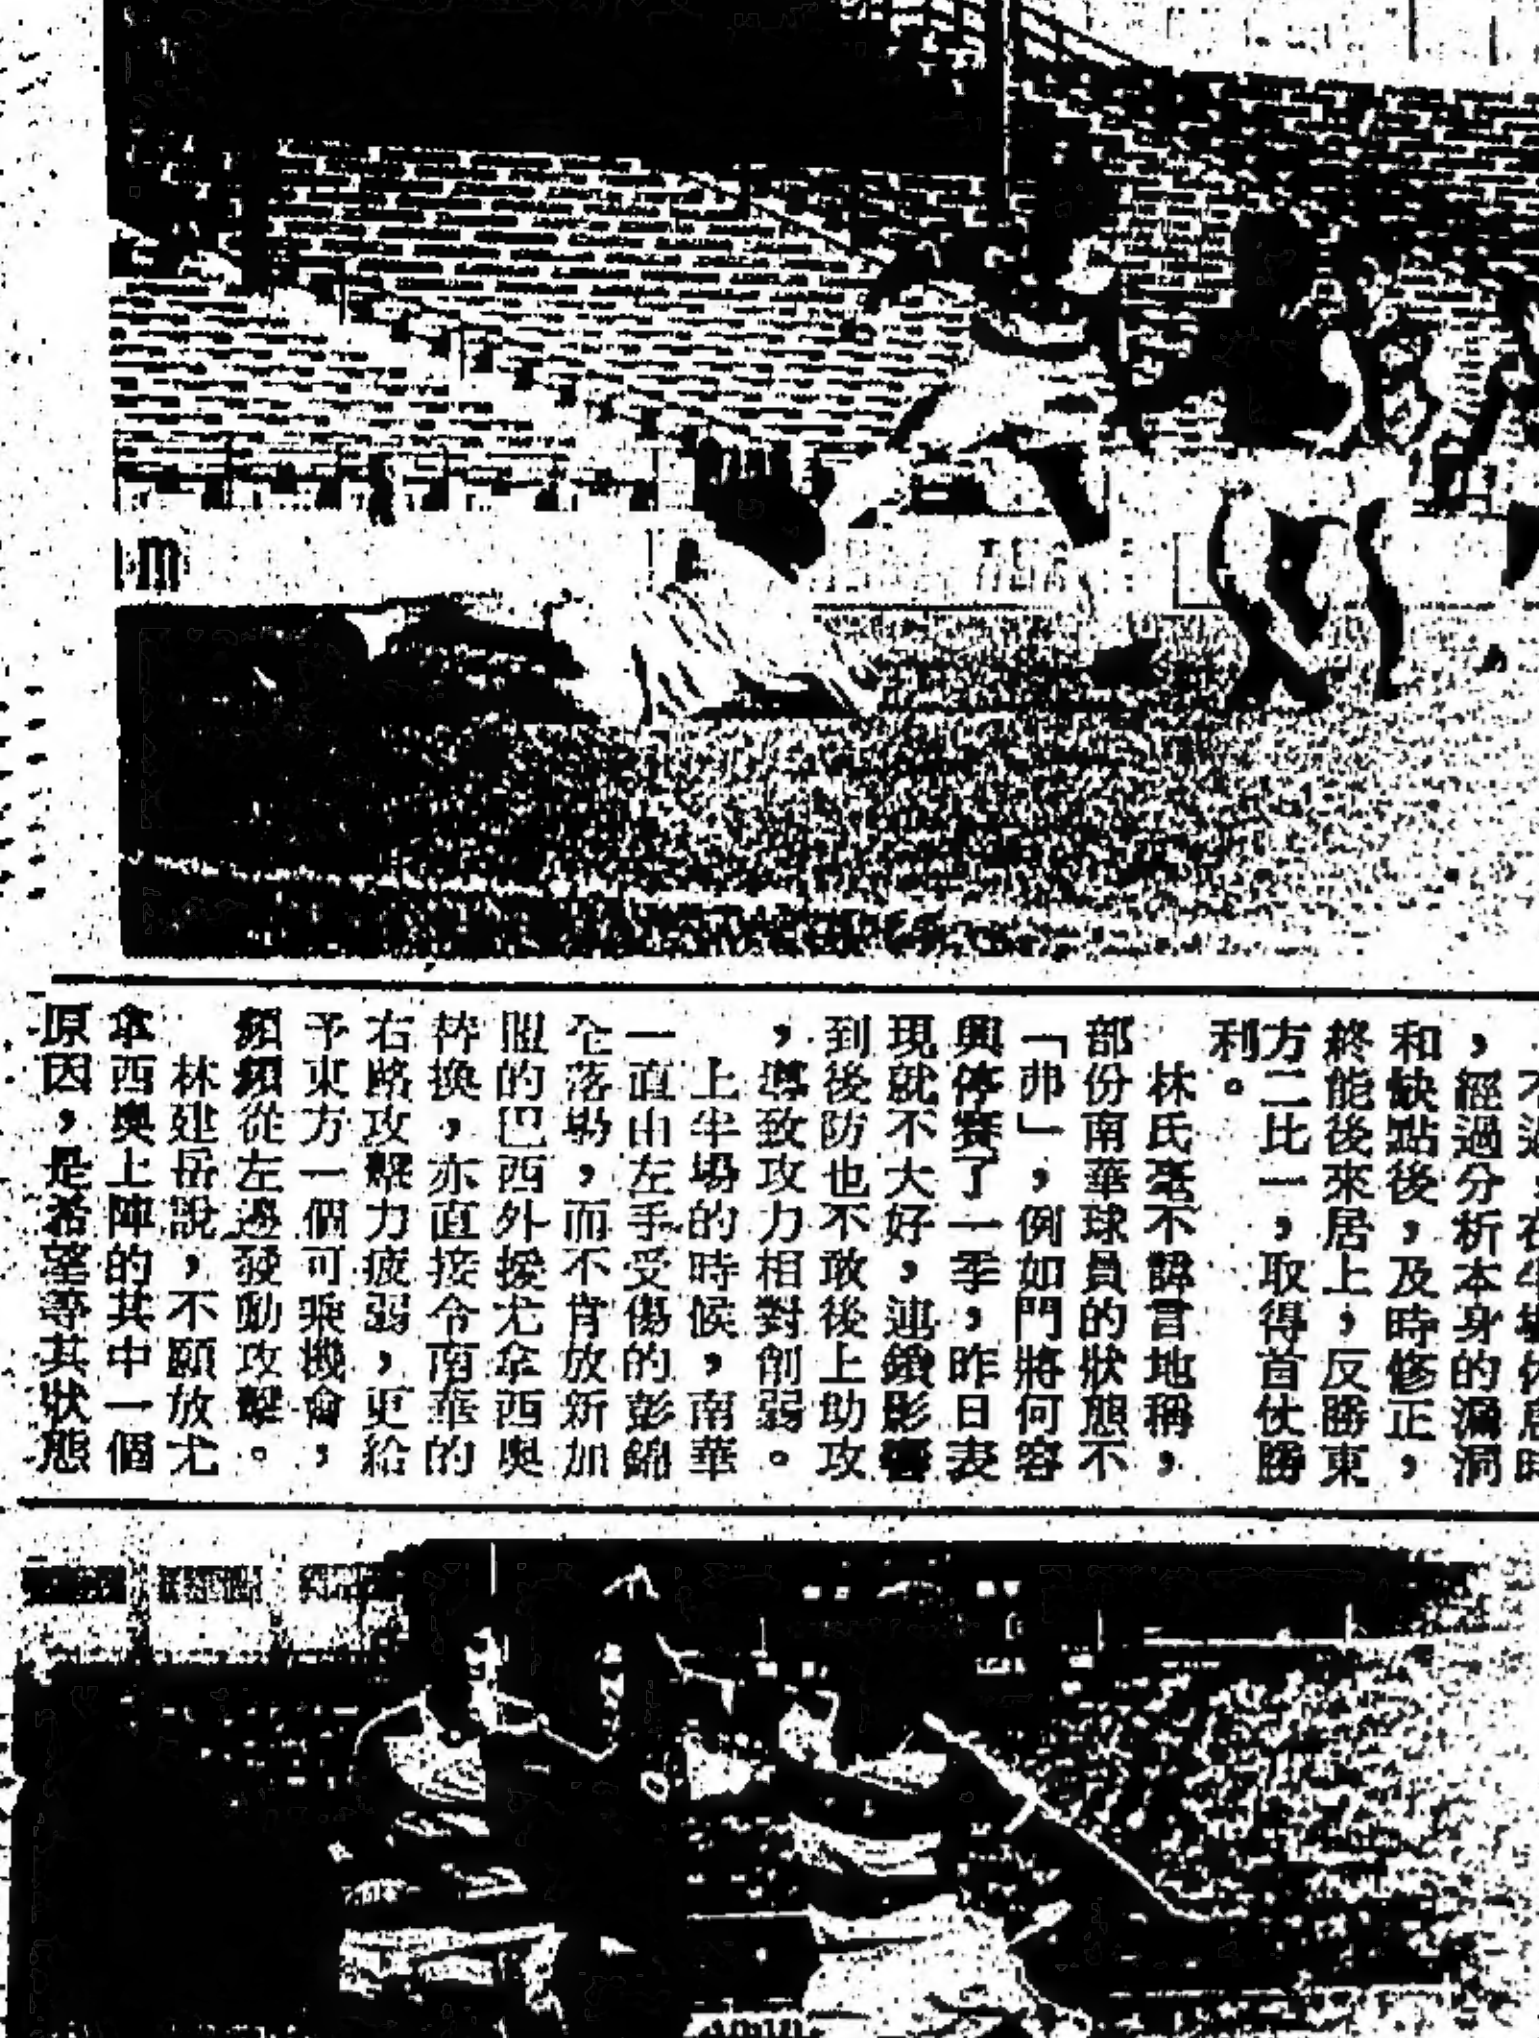 ，經過分析本身的漏洞
和缺點後，及時修正，
終能後來居上，反勝東
方二比一，取得首仗勝
利。
林氏毫不諱言地稱，
部份南華球員的狀態不
「弗」，例如門將何容
興停賽了一季，昨日表
現就不大好，連鎖影響
到後防也不敢後上助攻
，導致攻力相對削弱。
上半場的時候，南華
一直由左手受傷的彭錦
全落場，而不肯放新加
盟的巴西外援尤拿西奧
替換，亦直接令南華的
右路攻擊力疲弱，更給
予東方一個可乘機會，
頻頻從左邊發動攻擊。
林建岳說，不願放尤
拿西奧上陣的其中一個
原因，是希望等其狀態